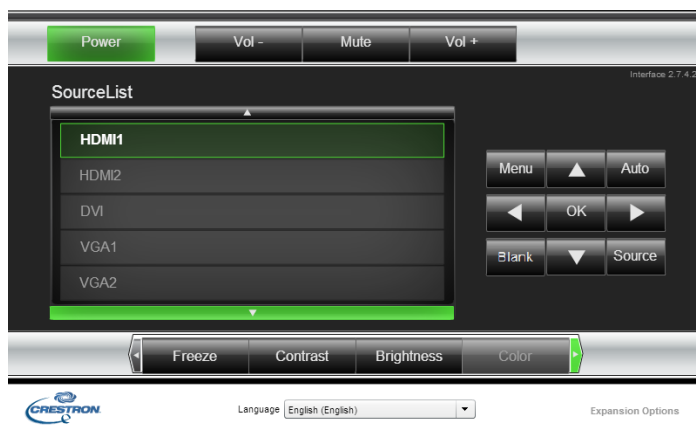 Power Vol - Mute Vol +
Interface 2.7.4.2
SourceList
HDMI1
HDMI2
DVI
VGA1
VGA2
Menu Auto
OK
Blank Source
Freeze Contrast Brightness Color
CRESTRON
Language English (English)
Expansion Options